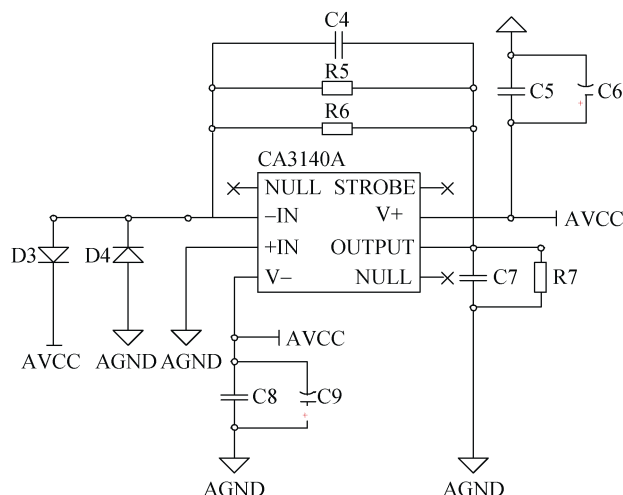 C4
R5
R6
C5
C6
+
CA3140A
NULL STROBE
−IN V+
+IN OUTPUT
V− NULL
AVCC
D3
D4
C7
R7
AVCC
AGND
AGND
AVCC
C8
C9
+
AGND
AGND